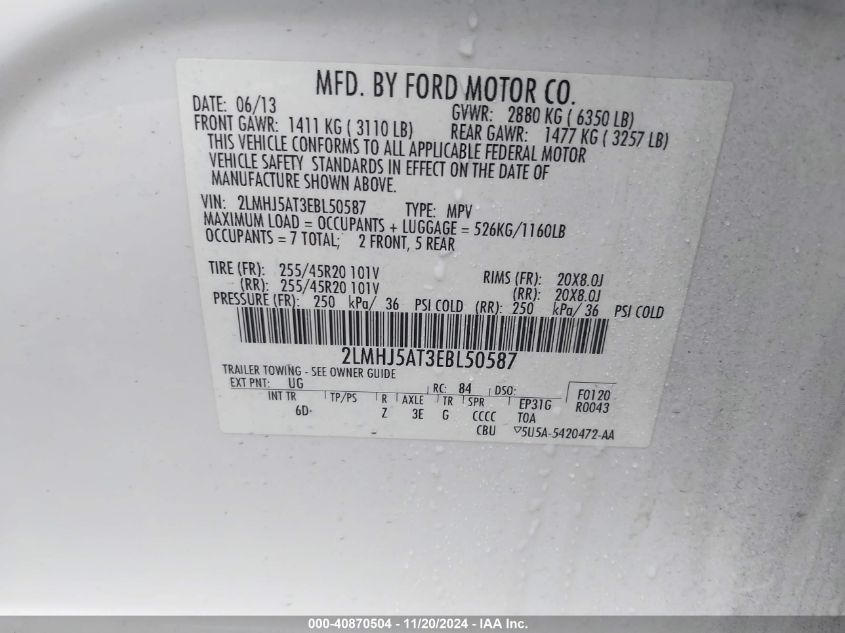 MFD. BY FORD MOTOR CO.
DATE: 06/13 GVWR: 2880 KG ( 6350 LB)
FRONT GAWR: 1411 KG ( 3110 LB) REAR GAWR: 1477 KG ( 3257 LB)
THIS VEHICLE CONFORMS TO ALL APPLICABLE FEDERAL MOTOR
VEHICLE SAFETY STANDARDS IN EFFECT ON THE DATE OF
MANUFACTURE SHOWN ABOVE.
VIN: 2LMHJ5AT3EBL50587 TYPE: MPV
MAXIMUM LOAD = OCCUPANTS + LUGGAGE = 526KG/1160LB
OCCUPANTS = 7 TOTAL; 2 FRONT, 5 REAR
TIRE (FR): 255/45R20 101V RIMS (FR): 20X8.0J
(RR): 255/45R20 101V (RR): 20X8.0J
PRESSURE (FR): 250 kPa/ 36 PSI COLD (RR): 250 kPa/ 36 PSI COLD
2LMHJ5AT3EBL50587
TRAILER TOWING - SEE OWNER GUIDE
EXT PNT: UG RC: 84 DSO: F0120
INT TR TP/PS R AXLE TR SPR EP31G R0043
6D Z 3E G CCCC TOA
CBU ▽5U5A-5420472-AA
000-40870504 - 11/20/2024 - IAA Inc.